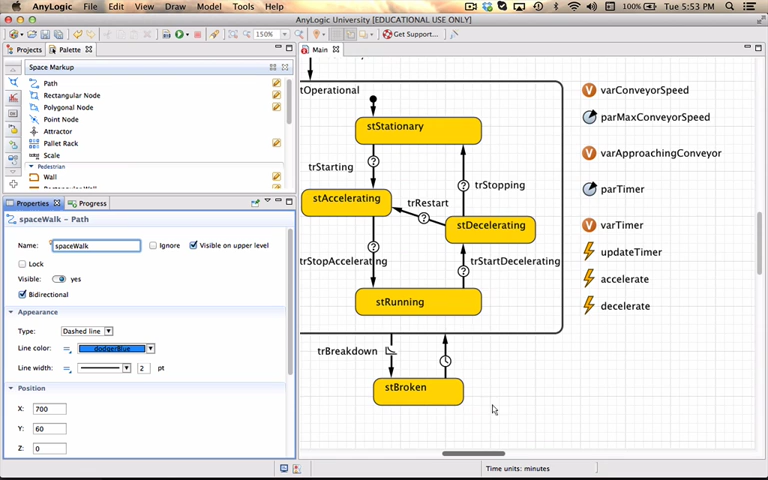 AnyLogic File Edit View Draw Model Tools Help 100% Tue 5:53 PM
AnyLogic University [EDUCATIONAL USE ONLY]
150% Get Support...
Projects Palette
Main
Space Markup
Path
Rectangular Node
Polygonal Node
Point Node
Attractor
Pallet Rack
Scale
Pedestrian
Wall
Rectangular Wall
Properties Progress
spaceWalk – Path
Name: spaceWalk Ignore Visible on upper level
Lock
Visible: yes
Bidirectional
Appearance
Type: Dashed line
Line color: dodgerBlue
Line width: 2 pt
Position
X: 700
Y: 60
Z: 0
tOperational
stStationary
trStarting
trStopping
stAccelerating
trRestart
stDecelerating
trStopAccelerating
trStartDecelerating
stRunning
trBreakdown
stBroken
V varConveyorSpeed
parMaxConveyorSpeed
V varApproachingConveyor
parTimer
V varTimer
updateTimer
accelerate
decelerate
Time units: minutes